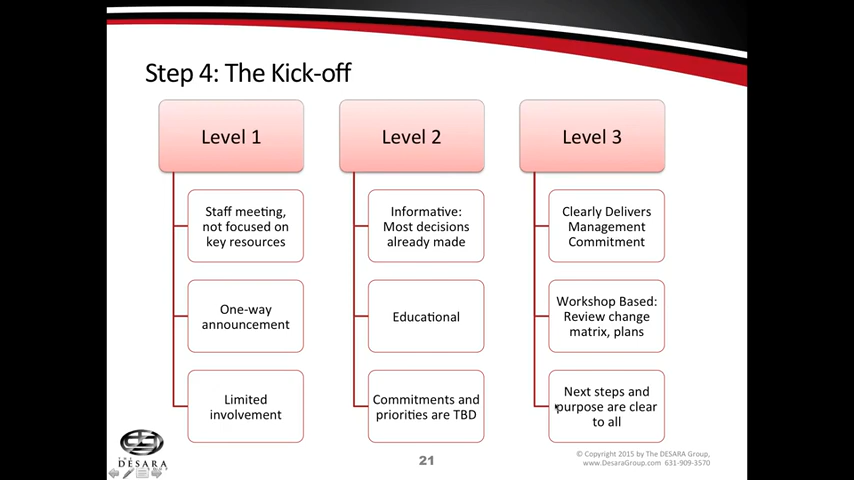 Step 4: The Kick-off
Level 1
Staff meeting,
not focused on
key resources
One-way
announcement
Limited
involvement
Level 2
Informative:
Most decisions
already made
Educational
Commitments and
priorities are TBD
Level 3
Clearly Delivers
Management
Commitment
Workshop Based:
Review change
matrix, plans
Next steps and
purpose are clear
to all
THE
DESARA
GROUP
21
© Copyright 2015 by The DESARA Group,
www.DesaraGroup.com 631-909-3570